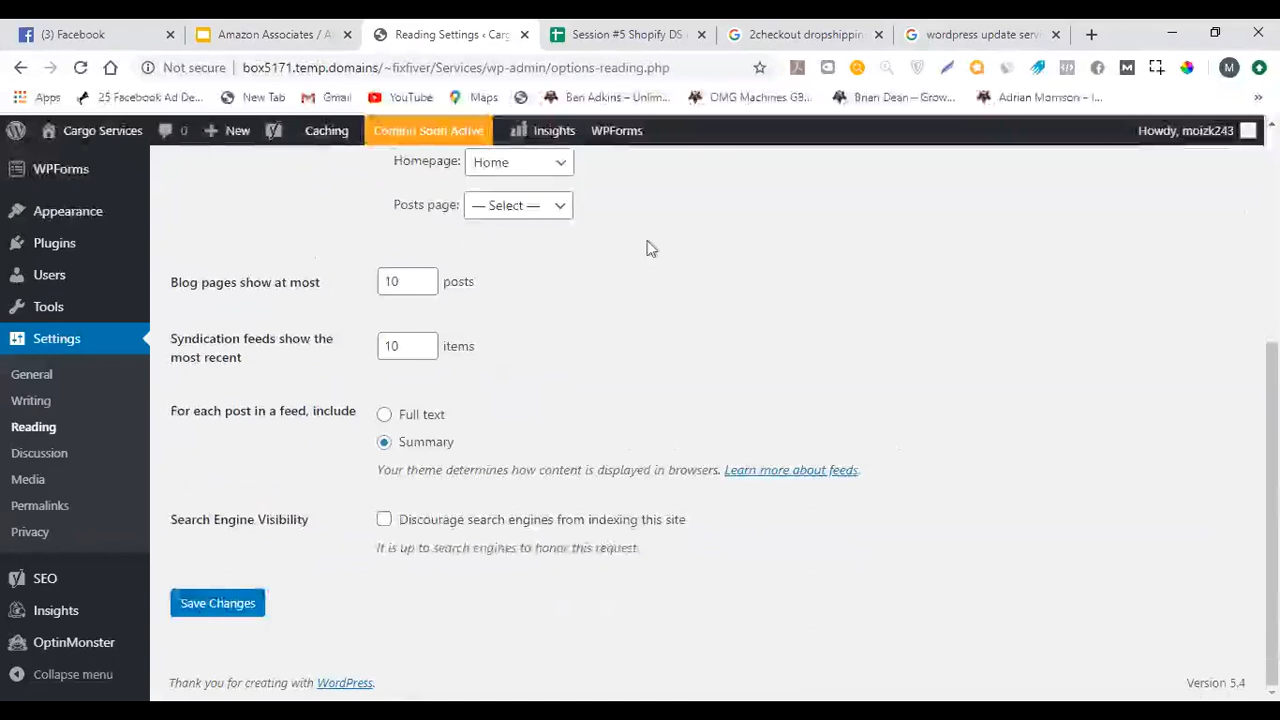 (3) Facebook
Amazon Associates / A
Reading Settings ‹ Carg
Session #5 Shopify DS
2checkout dropshippin
wordpress update serv
Not secure box5171.temp.domains/~fixfiver/Services/wp-admin/options-reading.php
Apps 25 Facebook Ad De... New Tab Gmail YouTube Maps Ben Adkins – Unlim... OMG Machines GB... Brian Dean – Grow... Adrian Morrison – I...
Cargo Services 0 New Caching Coming Soon Active Insights WPForms Howdy, moizk243
WPForms
Appearance
Plugins
Users
Tools
Settings
General
Writing
Reading
Discussion
Media
Permalinks
Privacy
SEO
Insights
OptinMonster
Collapse menu
Homepage: Home
Posts page: — Select —
Blog pages show at most 10 posts
Syndication feeds show the most recent 10 items
For each post in a feed, include
Full text
Summary
Your theme determines how content is displayed in browsers. Learn more about feeds.
Search Engine Visibility
Discourage search engines from indexing this site
It is up to search engines to honor this request.
Save Changes
Thank you for creating with WordPress.
Version 5.4